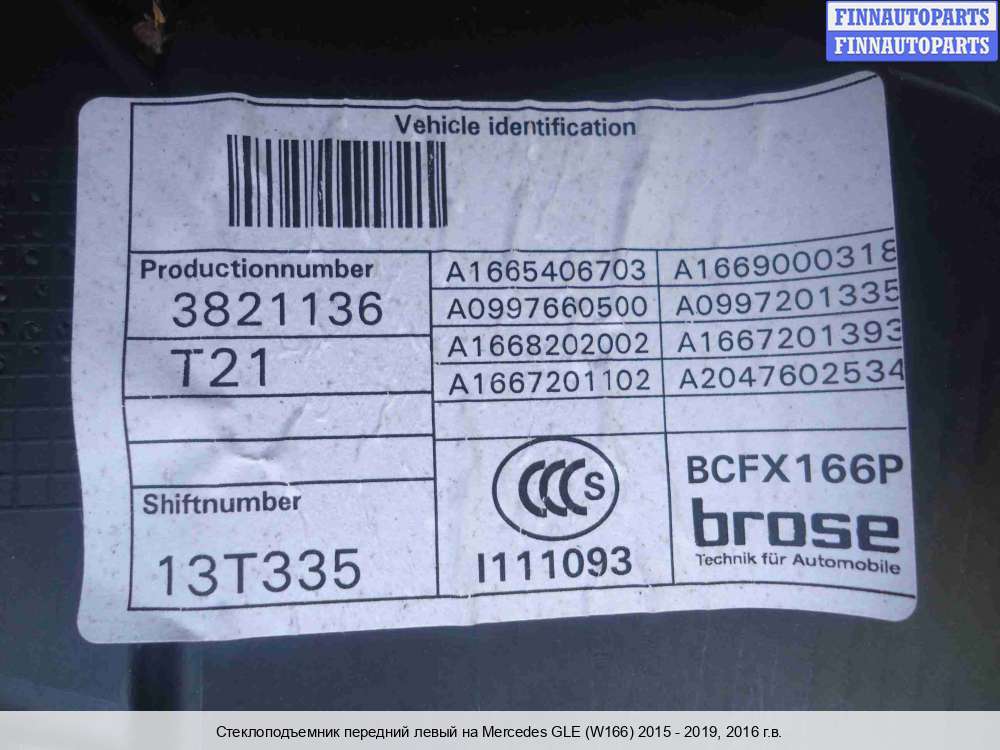 FINNAUTOPARTS
FINNAUTOPARTS
Vehicle identification
Productionnumber
3821136
T21
A1665406703 A1669000318
A0997660500 A0997201335
A1668202002 A1667201393
A1667201102 A2047602534
Shiftnumber
13T335
CCC S
I111093
BCFX166P
brose
Technik für Automobile
Стеклоподъемник передний левый на Mercedes GLE (W166) 2015 - 2019, 2016 г.в.